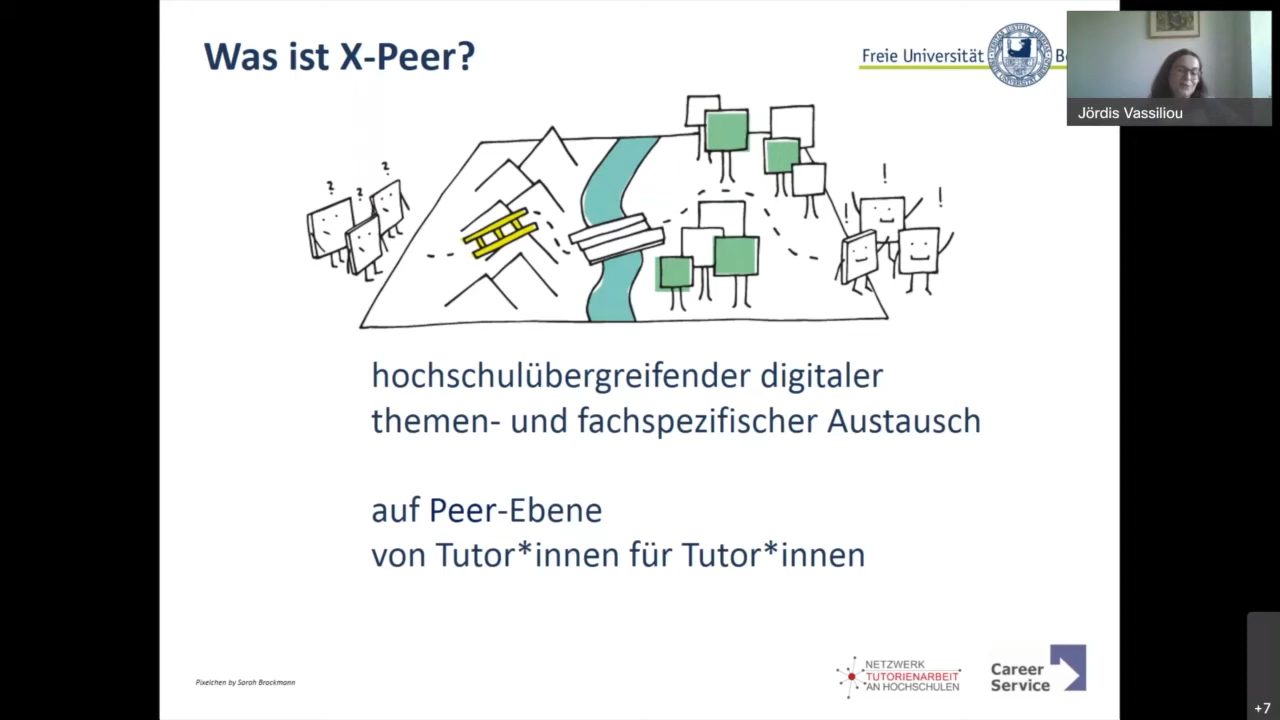 Was ist X-Peer?
Freie Universität
Be
Jördis Vassiliou
? ? ?
! ! !
hochschulübergreifender digitaler
themen- und fachspezifischer Austausch
auf Peer-Ebene
von Tutor*innen für Tutor*innen
Pixelchen by Sarah Brockmann
NETZWERK
TUTORIENARBEIT
AN HOCHSCHULEN
Career
Service
+7